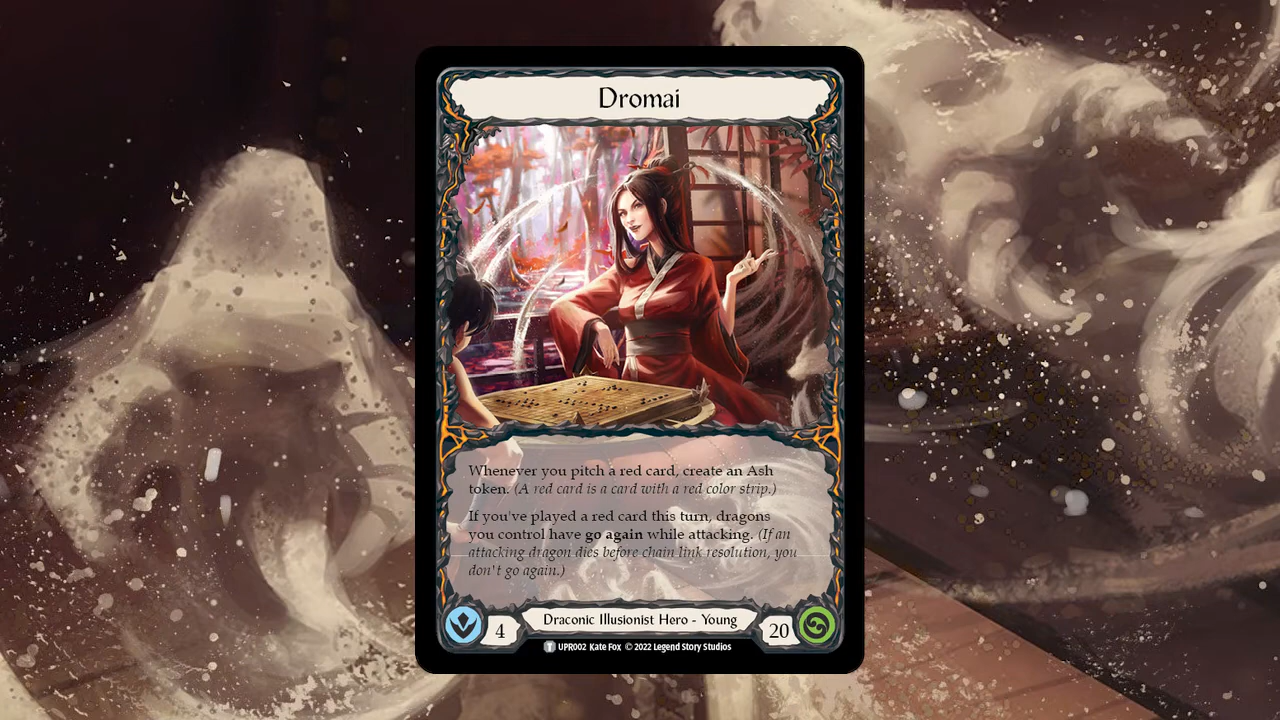 Dromai
Whenever you pitch a red card, create an Ash
token. (A red card is a card with a red color strip.)
If you've played a red card this turn, dragons
you control have go again while attacking. (If an
attacking dragon dies before chain link resolution, you
don't go again.)
4
Draconic Illusionist Hero - Young
20
T UPR002 Kate Fox © 2022 Legend Story Studios